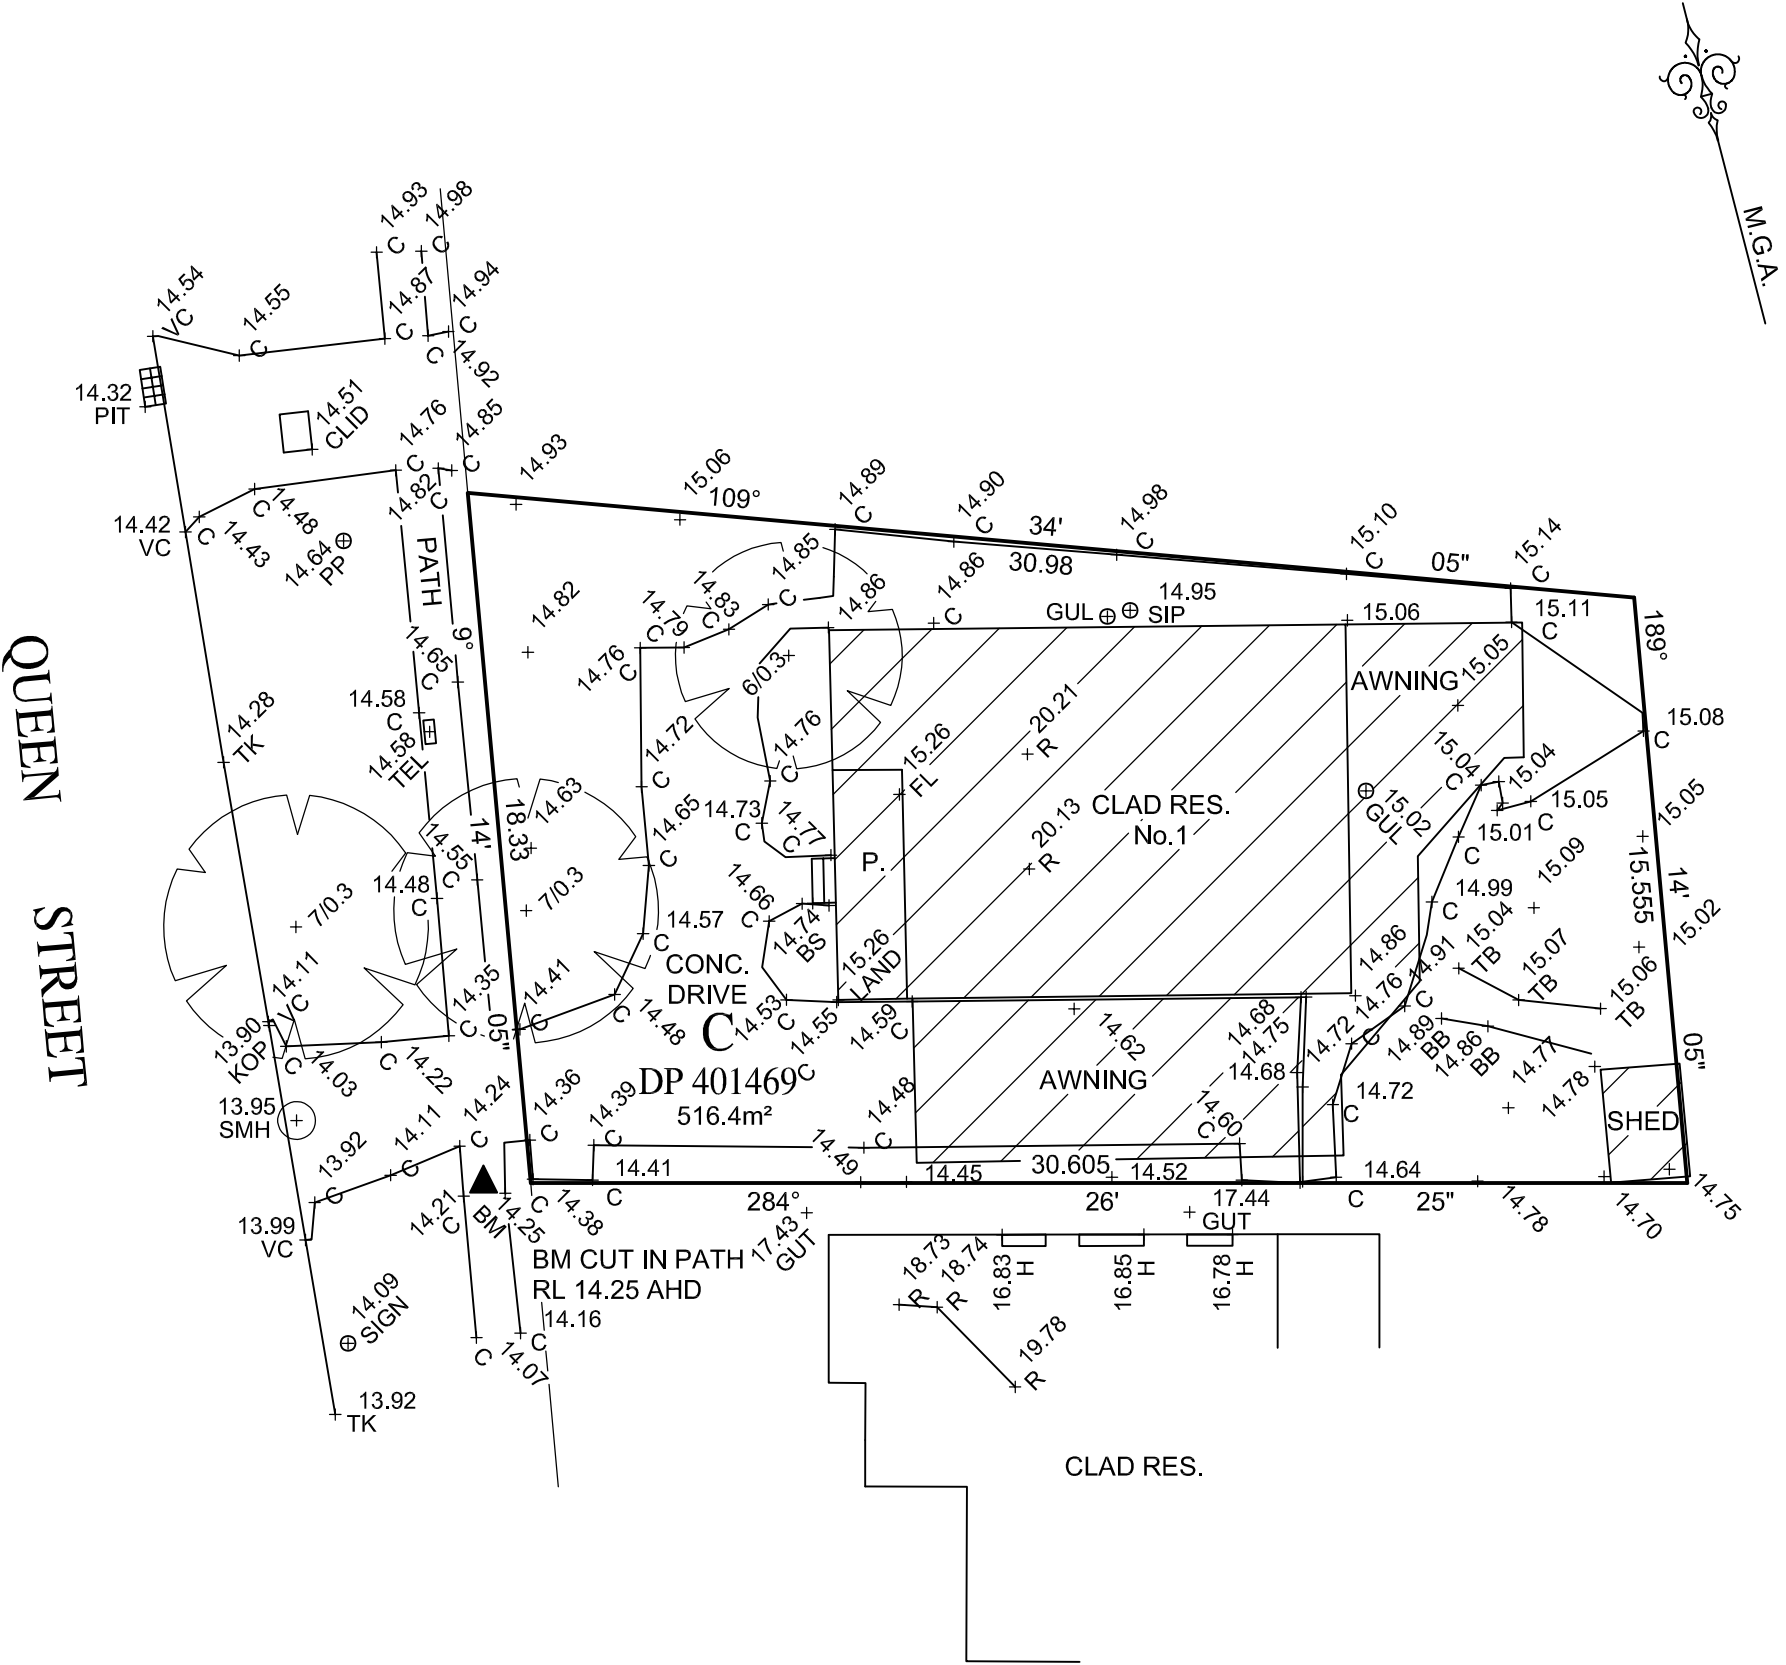 M.G.A.
14.93
C
14.98
C
14.54
VC
14.55
C
14.87
C
14.94
C
C
14.92
14.32
PIT
14.51
CLID
14.76
C
14.85
C
14.82
C
14.93
15.06
109°
14.89
C
14.90
C
34'
14.98
C
15.10
C
05"
15.14
C
30.98
14.42
VC
C
14.43
C
14.48
14.64
PP
PATH
14.82
14.79
C
14.83
C
14.85
C
14.86
14.86
C
GUL
SIP
14.95
15.06
15.11
C
189°
9°
14.65
C
14.76
C
6/0.3
AWNING
15.05
QUEEN
STREET
14.28
TK
14.58
C
14.58
TEL
14.72
C
14.76
C
15.26
FL
20.21
R
15.04
C
15.04
15.08
C
14.63
18.33
14'
14.65
C
14.73
C
14.77
C
P.
20.13
R
CLAD RES.
No.1
15.02
GUL
15.05
C
15.01
C
15.05
15.555
14'
15.09
14.55
C
14.48
C
7/0.3
7/0.3
14.66
C
14.74
BS
14.57
C
14.99
C
15.04
TB
15.07
TB
15.06
TB
15.02
14.11
VC
13.90
KOP
C
14.03
14.22
C
14.35
C
05"
14.41
C
CONC.
DRIVE
C
14.48
C
14.53
C
14.55
C
15.26
LAND
14.59
C
14.62
14.68
14.75
14.68
14.72
C
14.76
14.86
14.91
C
14.89
BB
14.86
BB
14.77
14.78
05"
C
DP 401469
516.4m²
AWNING
14.72
C
SHED
13.95
SMH
13.92
C
14.11
C
14.24
C
14.36
C
14.39
C
14.48
C
14.49
14.60
C
14.41
C
14.45
30.605
14.52
14.64
C
13.99
VC
14.21
C
BM
14.25
14.38
284°
26'
17.44
GUT
25"
14.78
14.70
14.75
17.43
GUT
BM CUT IN PATH
RL 14.25 AHD
18.73
R
18.74
R
16.83
H
16.85
H
16.78
H
14.09
SIGN
14.16
C
C
14.07
19.78
R
13.92
TK
CLAD RES.